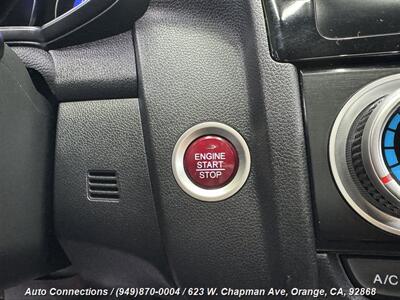 ENGINE
START
STOP
A/C
Auto Connections / (949)870-0004 / 623 W. Chapman Ave, Orange, CA, 92868